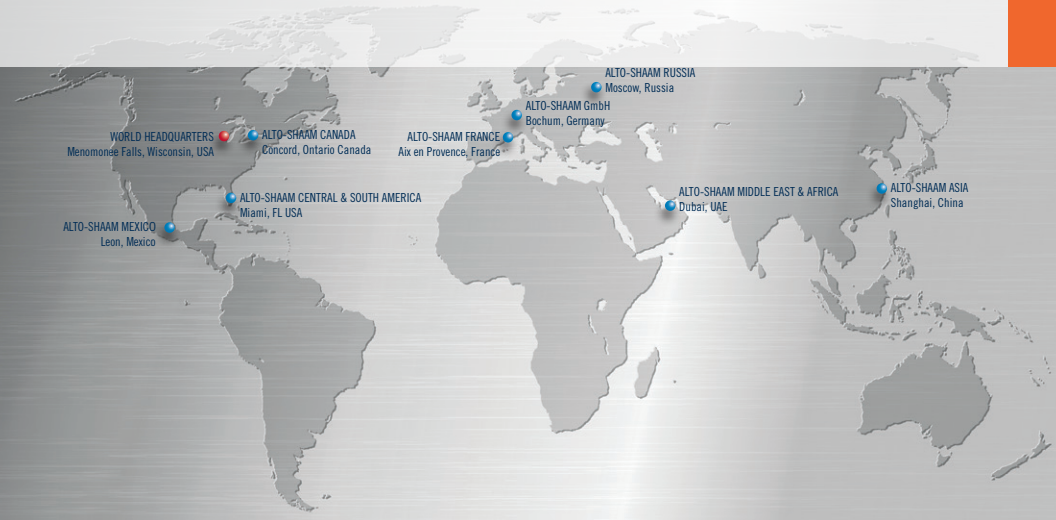 ALTO-SHAAM RUSSIA
Moscow, Russia
ALTO-SHAAM GmbH
Bochum, Germany
WORLD HEADQUARTERS
Menomonee Falls, Wisconsin, USA
ALTO-SHAAM CANADA
Concord, Ontario Canada
ALTO-SHAAM FRANCE
Aix en Provence, France
ALTO-SHAAM CENTRAL & SOUTH AMERICA
Miami, FL USA
ALTO-SHAAM MIDDLE EAST & AFRICA
Dubai, UAE
ALTO-SHAAM ASIA
Shanghai, China
ALTO-SHAAM MEXICO
Leon, Mexico